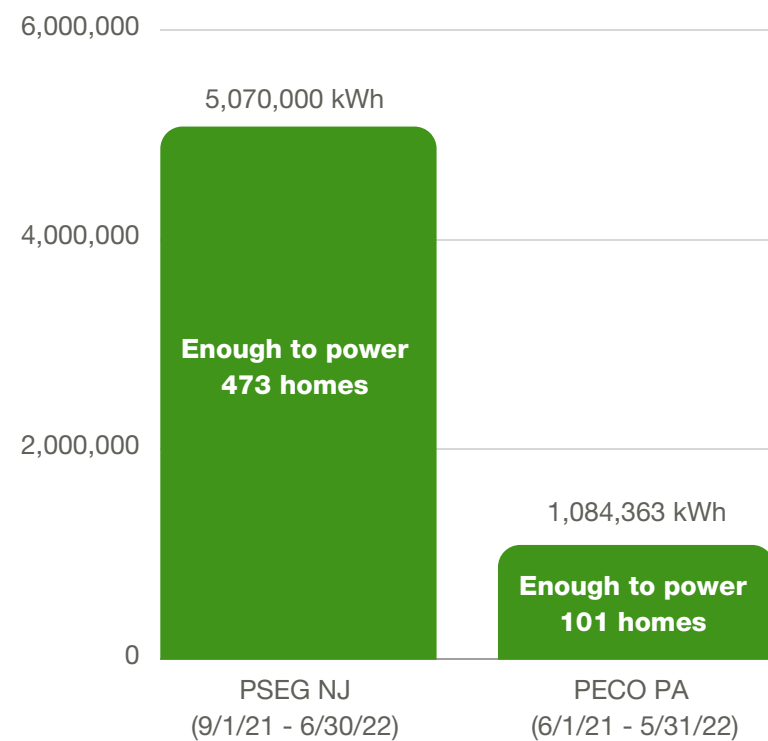 6,000,000
5,070,000 kWh
4,000,000
Enough to power
473 homes
2,000,000
1,084,363 kWh
Enough to power
101 homes
0
PSEG NJ
(9/1/21 - 6/30/22)
PECO PA
(6/1/21 - 5/31/22)